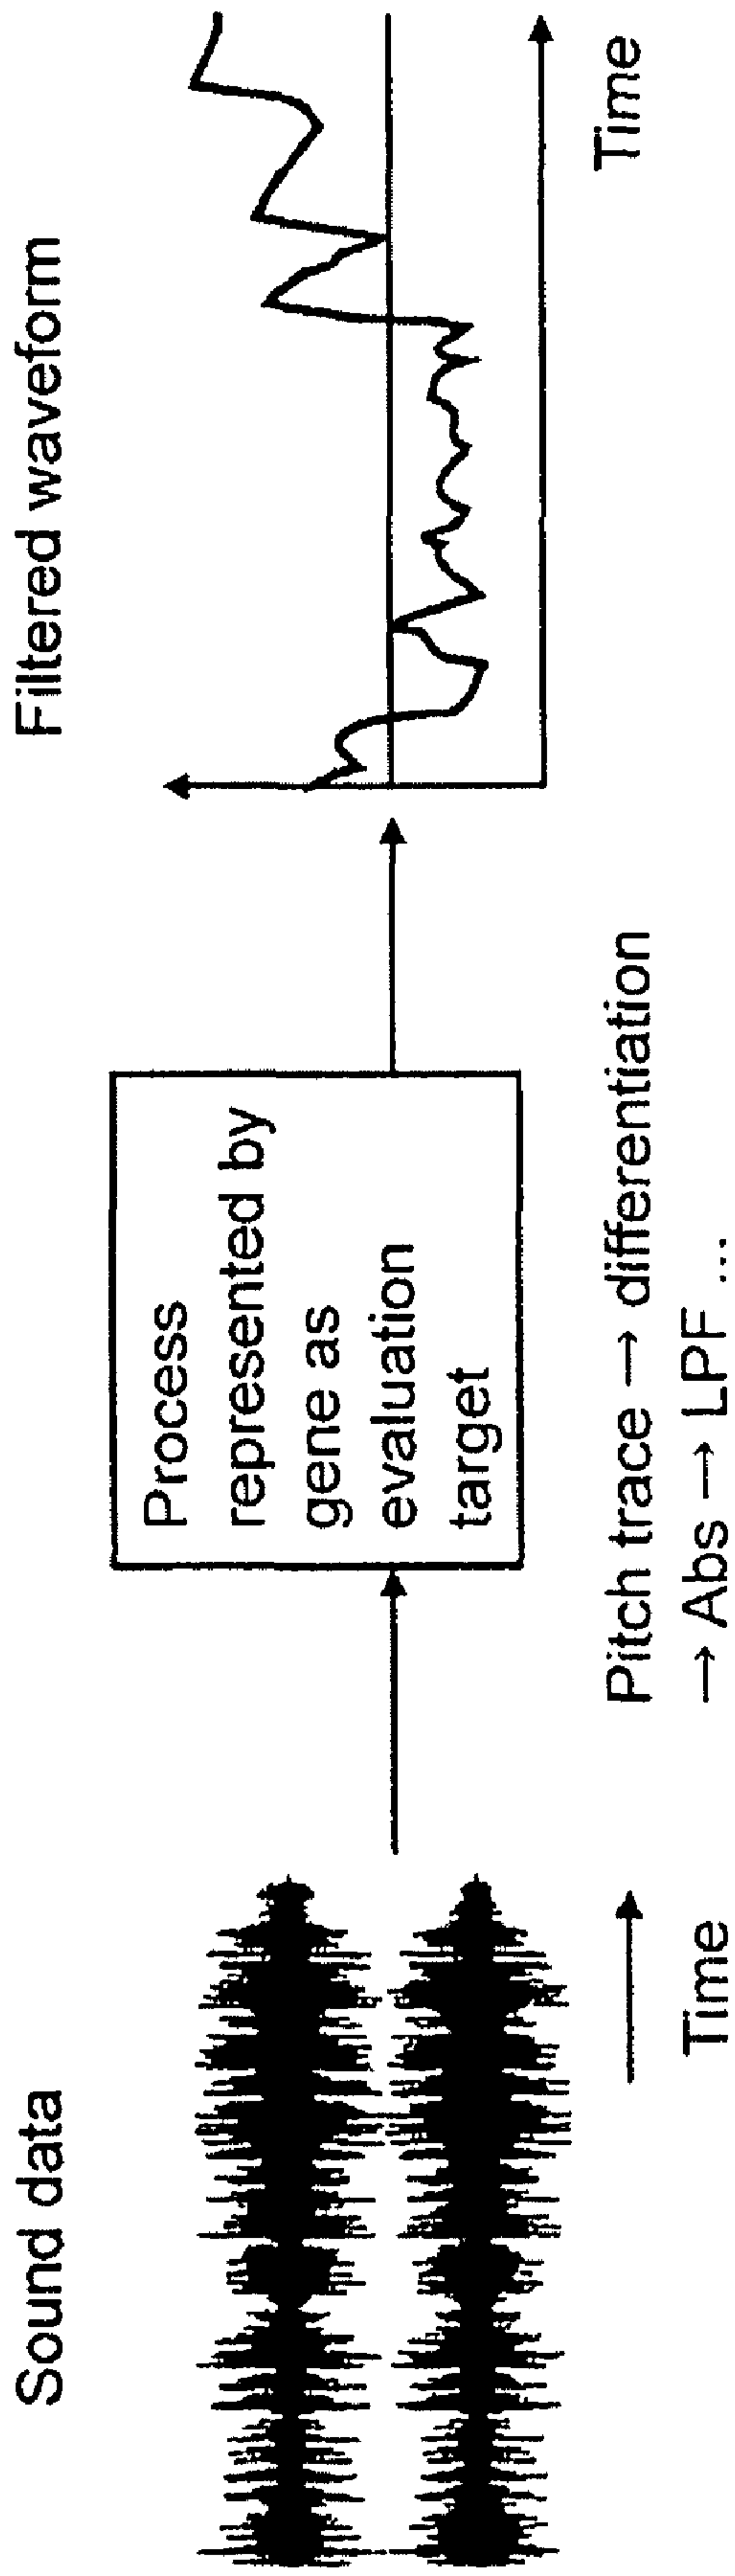 Sound data
Time
Process
represented by
gene as
evaluation
target
Pitch trace → differentiation
→ Abs → LPF ...
Filtered waveform
Time